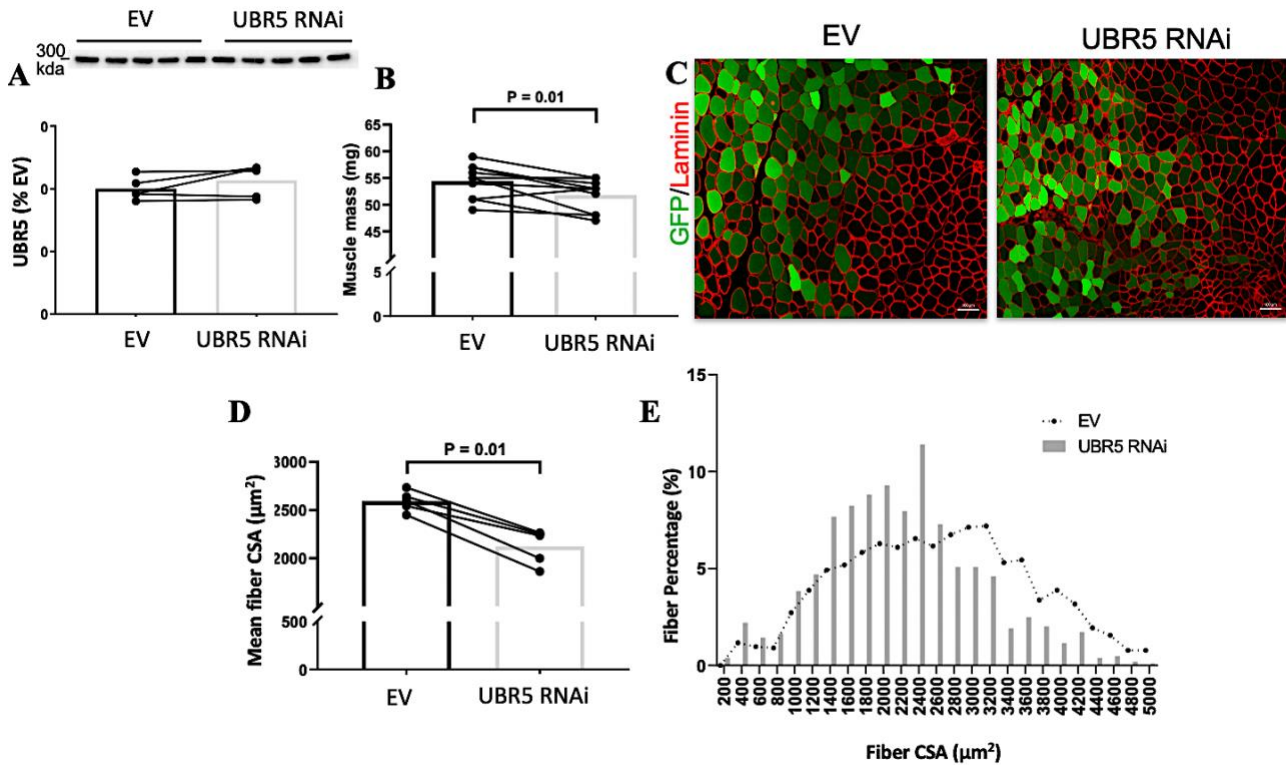 EV
UBR5 RNAi
300
kda
A
UBR5 (% EV)
0
0
0
0
EV
UBR5 RNAi
B
P = 0.01
Muscle mass (mg)
65
60
55
50
45
5
0
EV
UBR5 RNAi
C
EV
UBR5 RNAi
GFP/Laminin
D
P = 0.01
Mean fiber CSA (µm²)
3000
2500
2000
500
0
EV
UBR5 RNAi
E
EV
UBR5 RNAi
Fiber Percentage (%)
15
10
5
0
200
400
600
800
1000
1200
1400
1600
1800
2000
2200
2400
2600
2800
3000
3200
3400
3600
3800
4000
4200
4400
4600
4800
5000
Fiber CSA (µm²)